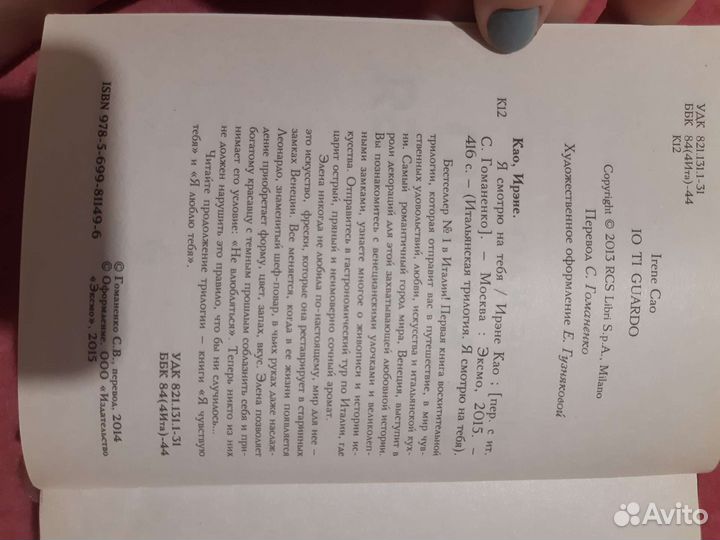 УДК 821.131.1-31
ББК 84(4Ита)-44
К12
Irene Cao
IO TI GUARDO
Copyright © 2013 RCS Libri S.p.A., Milano
Перевод С. Гоманенко
Художественное оформление Е. Гузняковой
Као, Ирэне.
К12
Я смотрю на тебя / Ирэне Као ; [пер. с ит.
С. Гоманенко]. — Москва : Эксмо, 2015. —
416 с. — (Итальянская трилогия. Я смотрю на тебя).
Бестселлер № 1 в Италии! Первая книга восхитительной
трилогии, которая отправит вас в путешествие, в мир чув-
ственных удовольствий, любви, искусства и итальянской кух-
ни. Самый романтичный город мира, Венеция, выступит в
роли декораций для этой захватывающей любовной истории.
Вы познакомитесь с венецианскими улочками и великолеп-
ными замками, узнаете многое о живописи и истории ис-
кусства. Отправитесь в гастрономический тур по Италии, где
царит острый, пряный и неимоверно сочный аромат.
Элена никогда не любила по-настоящему, мир для нее —
это искусство, фрески, которые она реставрирует в старинных
замках Венеции. Все меняется, когда в ее жизни появляется
Леонардо, знаменитый шеф-повар, в чьих руках даже наслаж-
дение приобретает форму, цвет, запах, вкус. Элена позволяет
богатому красавцу с темным прошлым соблазнить себя и при-
нимает его условие: «Не влюбляться». Теперь никто из них
не должен нарушить это правило, что бы ни случилось...
Читайте продолжение трилогии — книги «Я чувствую
тебя» и «Я люблю тебя».
УДК 821.131.1-31
ББК 84(4Ита)-44
© Гоманенко С.В., перевод, 2014
© Оформление. ООО «Издательство
«Эксмо», 2015
ISBN 978-5-699-81149-6
Avito